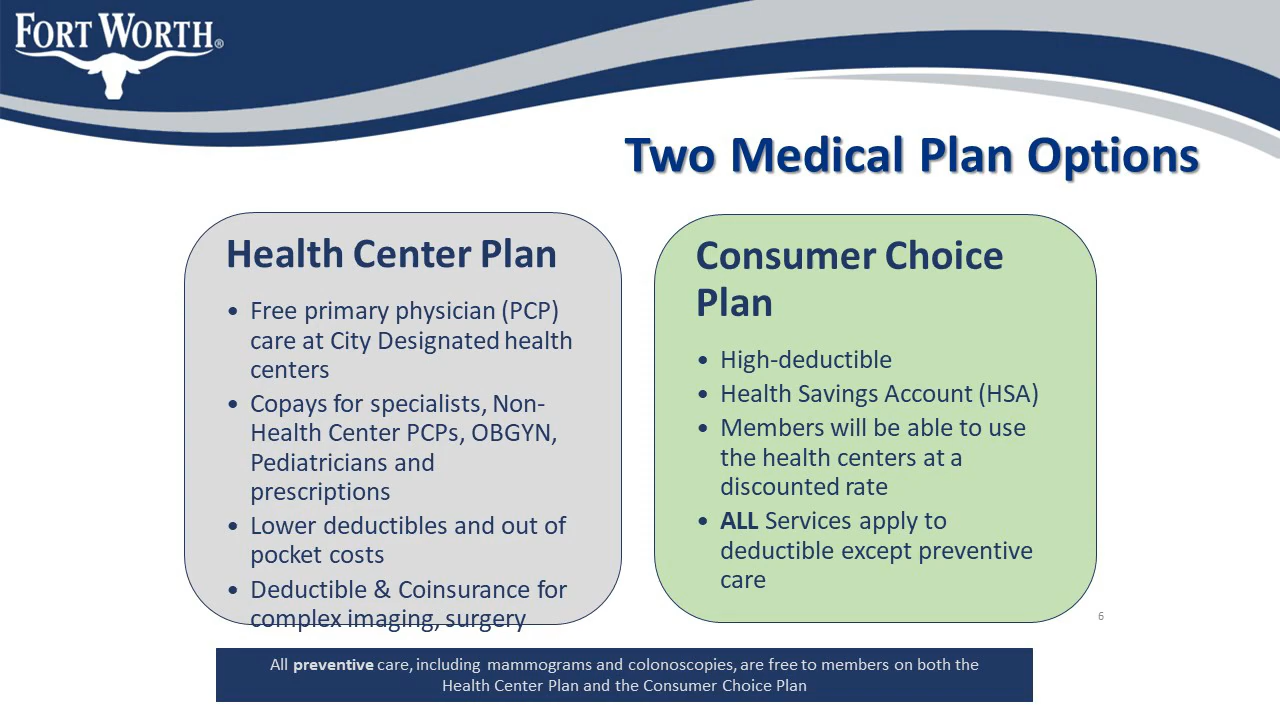 FORT WORTH®
Two Medical Plan Options
Health Center Plan
• Free primary physician (PCP)
care at City Designated health
centers
• Copays for specialists, Non-
Health Center PCPs, OBGYN,
Pediatricians and
prescriptions
• Lower deductibles and out of
pocket costs
• Deductible & Coinsurance for
complex imaging, surgery
Consumer Choice
Plan
• High-deductible
• Health Savings Account (HSA)
• Members will be able to use
the health centers at a
discounted rate
• ALL Services apply to
deductible except preventive
care
6
All preventive care, including mammograms and colonoscopies, are free to members on both the
Health Center Plan and the Consumer Choice Plan